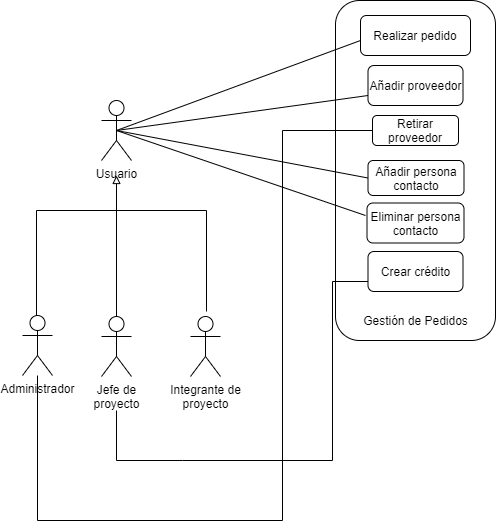 Realizar pedido
Añadir proveedor
Retirar
proveedor
Usuario
Añadir persona
contacto
Eliminar persona
contacto
Crear crédito
Gestión de Pedidos
Administrador
Jefe de
proyecto
Integrante de
proyecto